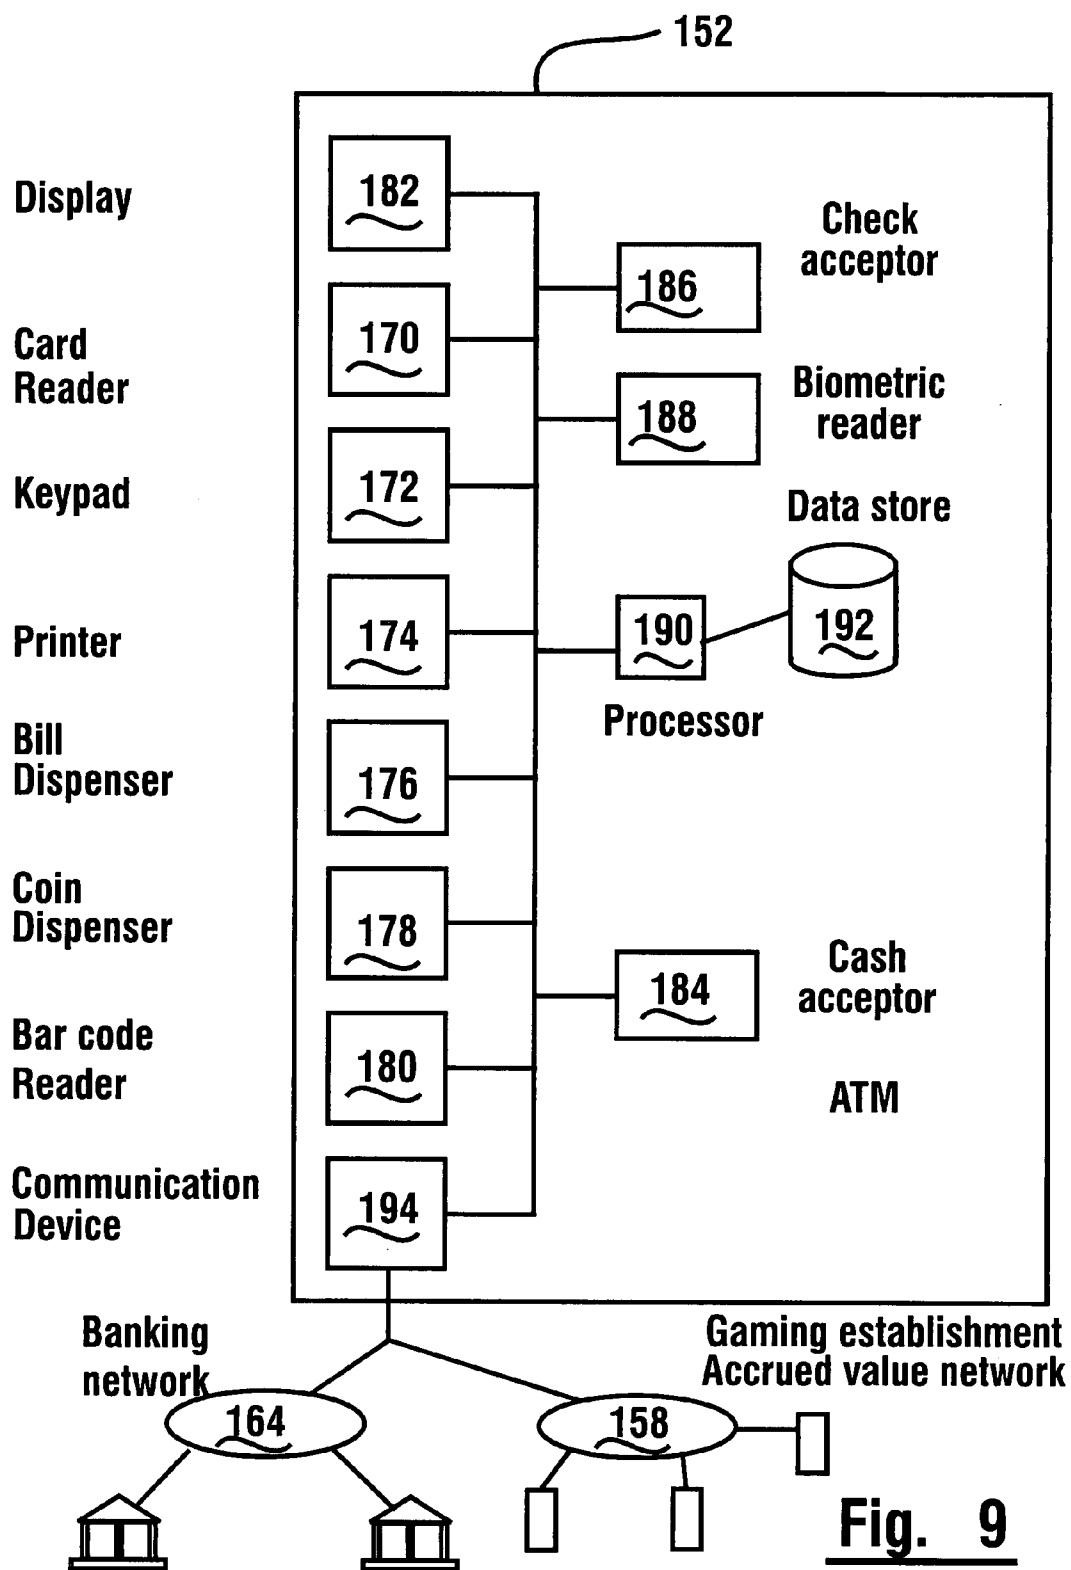 152
Display
182
Check
acceptor
186
Card
Reader
170
Biometric
reader
188
Keypad
172
Data store
192
Printer
174
190
Processor
Bill
Dispenser
176
Coin
Dispenser
178
Cash
acceptor
184
Bar code
Reader
180
ATM
Communication
Device
194
Banking
network
164
Gaming establishment
Accrued value network
158
Fig. 9